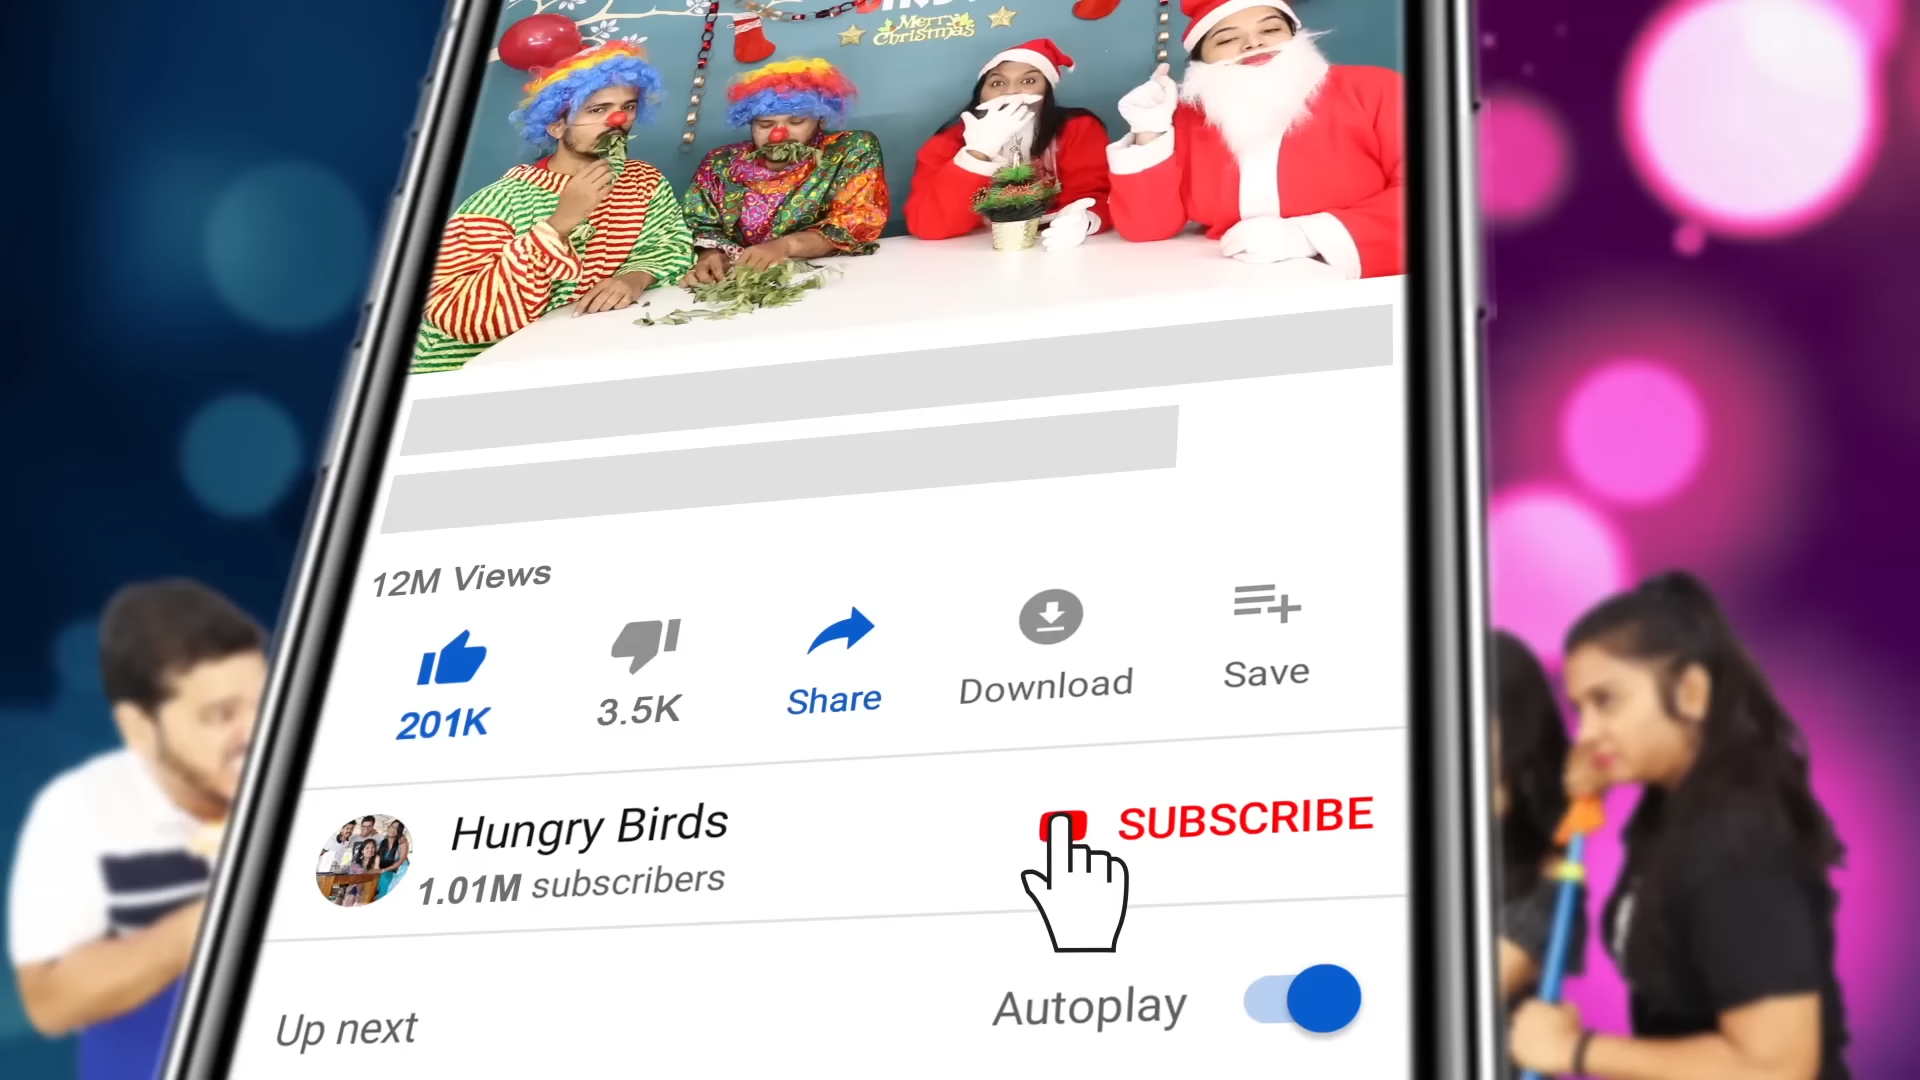 Merry
Christmas
12M Views
201K
3.5K
Share
Download
Save
Hungry Birds
1.01M subscribers
SUBSCRIBE
Up next
Autoplay